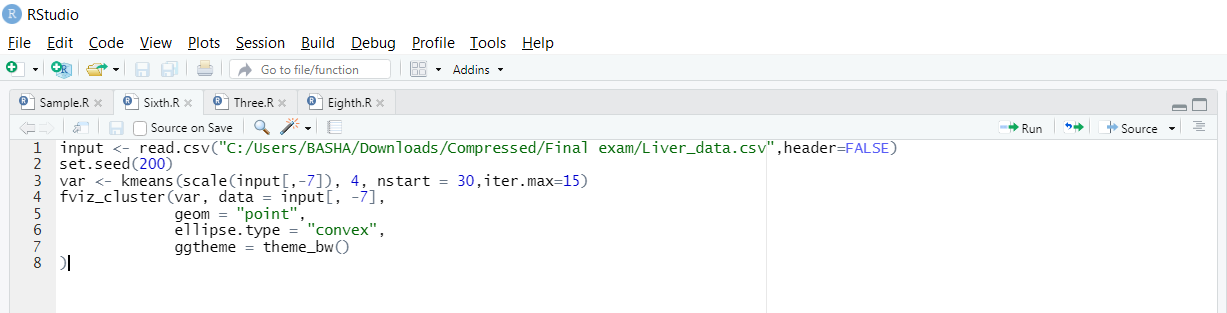 R RStudio
File Edit Code View Plots Session Build Debug Profile Tools Help
Go to file/function Addins
Sample.R Sixth.R Three.R Eighth.R
Source on Save Run Source
1 input <- read.csv("C:/Users/BASHA/Downloads/Compressed/Final exam/Liver_data.csv",header=FALSE)
2 set.seed(200)
3 var <- kmeans(scale(input[,-7]), 4, nstart = 30,iter.max=15)
4 fviz_cluster(var, data = input[, -7],
5 geom = "point",
6 ellipse.type = "convex",
7 ggtheme = theme_bw()
8 )